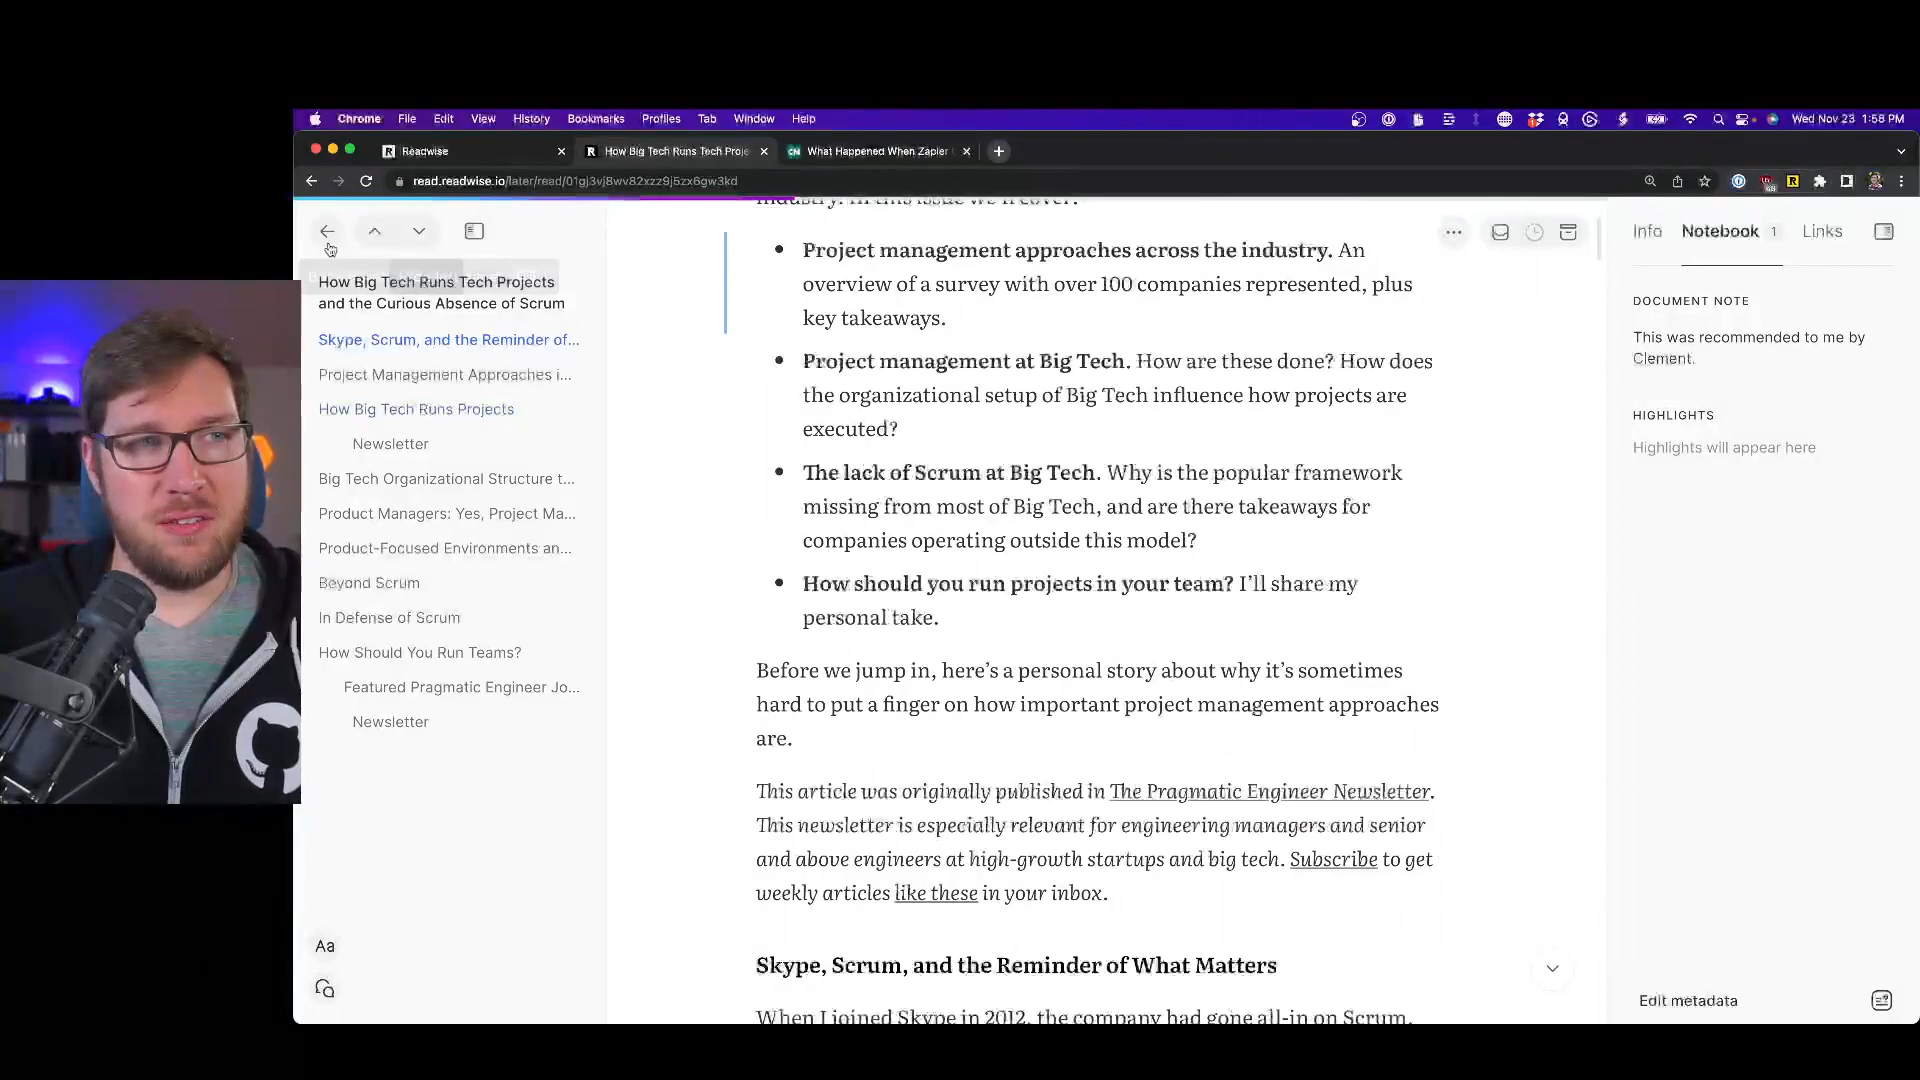 Chrome File Edit View History Bookmarks Profiles Tab Window Help
Wed Nov 23 1:58 PM
Readwise
How Big Tech Runs Tech Proje
What Happened When Zapier
read.readwise.io/later/read/01gj3vj8wv82xzz9j5zx6gw3kd
How Big Tech Runs Tech Projects
and the Curious Absence of Scrum
Skype, Scrum, and the Reminder of...
Project Management Approaches i...
How Big Tech Runs Projects
Newsletter
Big Tech Organizational Structure t...
Product Managers: Yes, Project Ma...
Product-Focused Environments an...
Beyond Scrum
In Defense of Scrum
How Should You Run Teams?
Featured Pragmatic Engineer Jo...
Newsletter
Aa
industry. In this issue we'll cover:
Project management approaches across the industry. An
overview of a survey with over 100 companies represented, plus
key takeaways.
Project management at Big Tech. How are these done? How does
the organizational setup of Big Tech influence how projects are
executed?
The lack of Scrum at Big Tech. Why is the popular framework
missing from most of Big Tech, and are there takeaways for
companies operating outside this model?
How should you run projects in your team? I'll share my
personal take.
Before we jump in, here's a personal story about why it's sometimes
hard to put a finger on how important project management approaches
are.
This article was originally published in The Pragmatic Engineer Newsletter.
This newsletter is especially relevant for engineering managers and senior
and above engineers at high-growth startups and big tech. Subscribe to get
weekly articles like these in your inbox.
Skype, Scrum, and the Reminder of What Matters
When I joined Skype in 2012, the company had gone all-in on Scrum.
Info Notebook 1 Links
DOCUMENT NOTE
This was recommended to me by
Clement.
HIGHLIGHTS
Highlights will appear here
Edit metadata